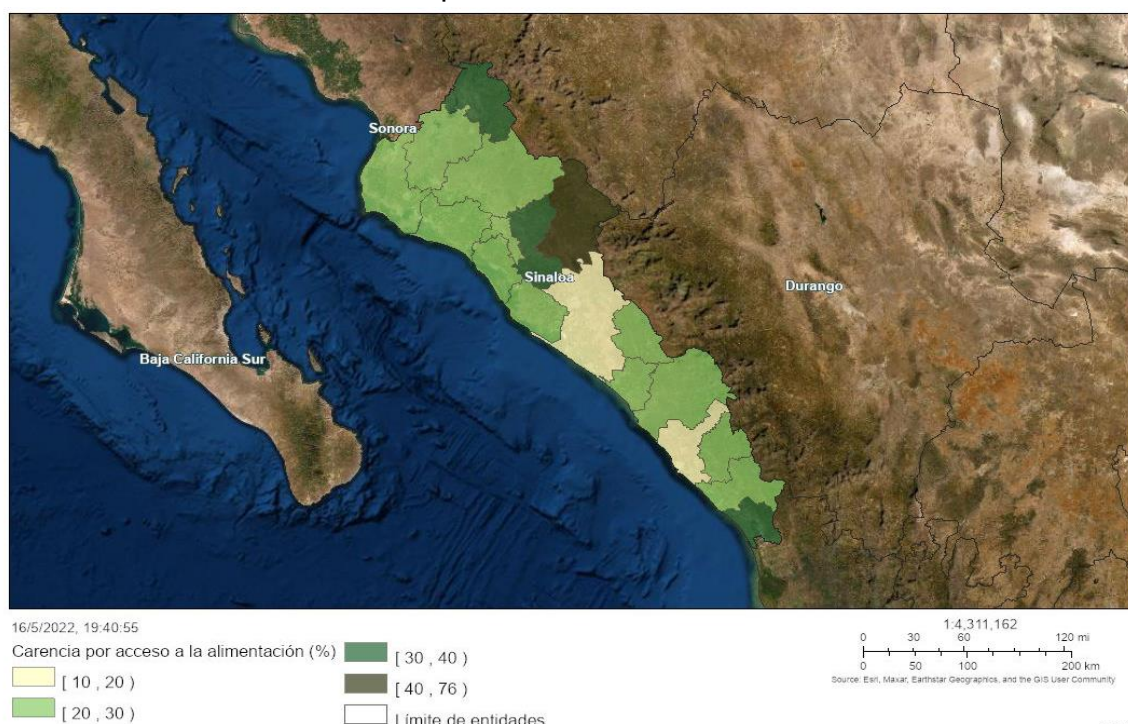 Sonora
Sinaloa
Durango
Baja California Sur
16/5/2022, 19:40:55
Carencia por acceso a la alimentación (%)
[ 10 , 20 )
[ 20 , 30 )
[ 30 , 40 )
[ 40 , 76 )
Límite de entidades
1:4,311,162
0 30 60 120 mi
0 50 100 200 km
Source: Esri, Maxar, Earthstar Geographics, and the GIS User Community